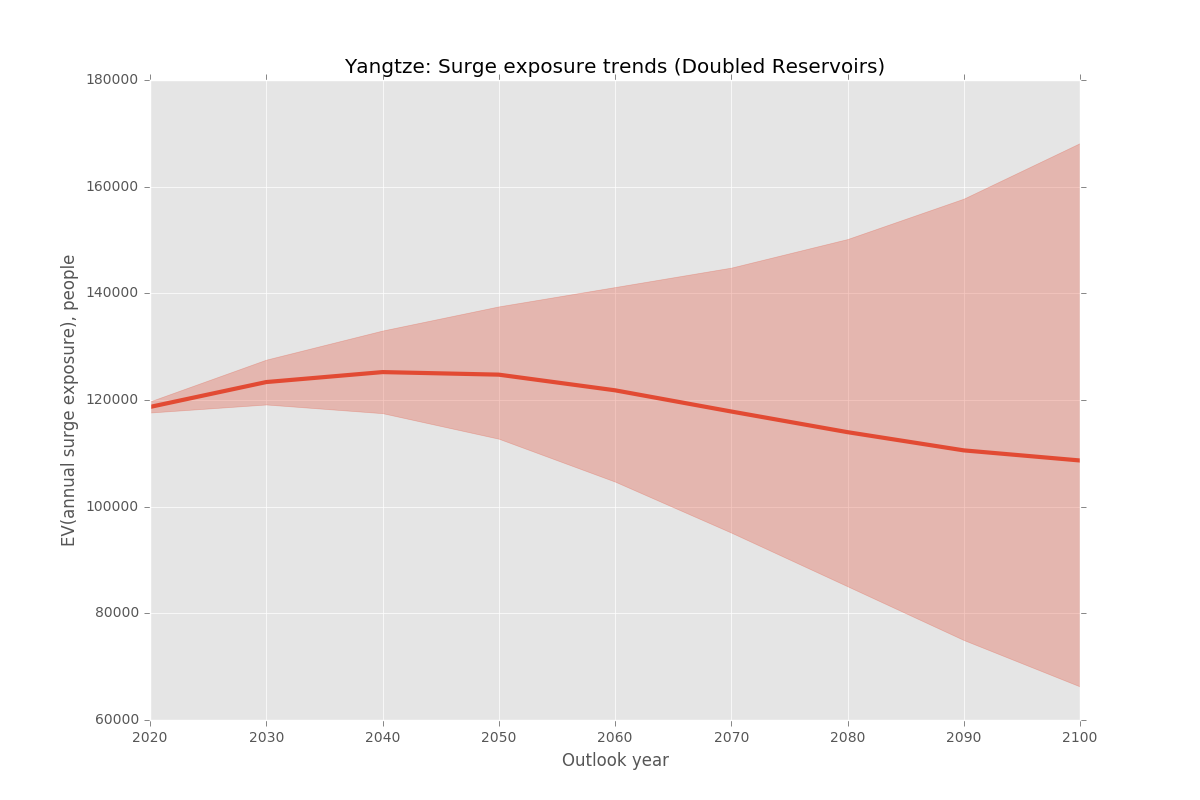 Yangtze: Surge exposure trends (Doubled Reservoirs)
180000
160000
140000
120000
100000
80000
60000
EV(annual surge exposure), people
2020 2030 2040 2050 2060 2070 2080 2090 2100
Outlook year